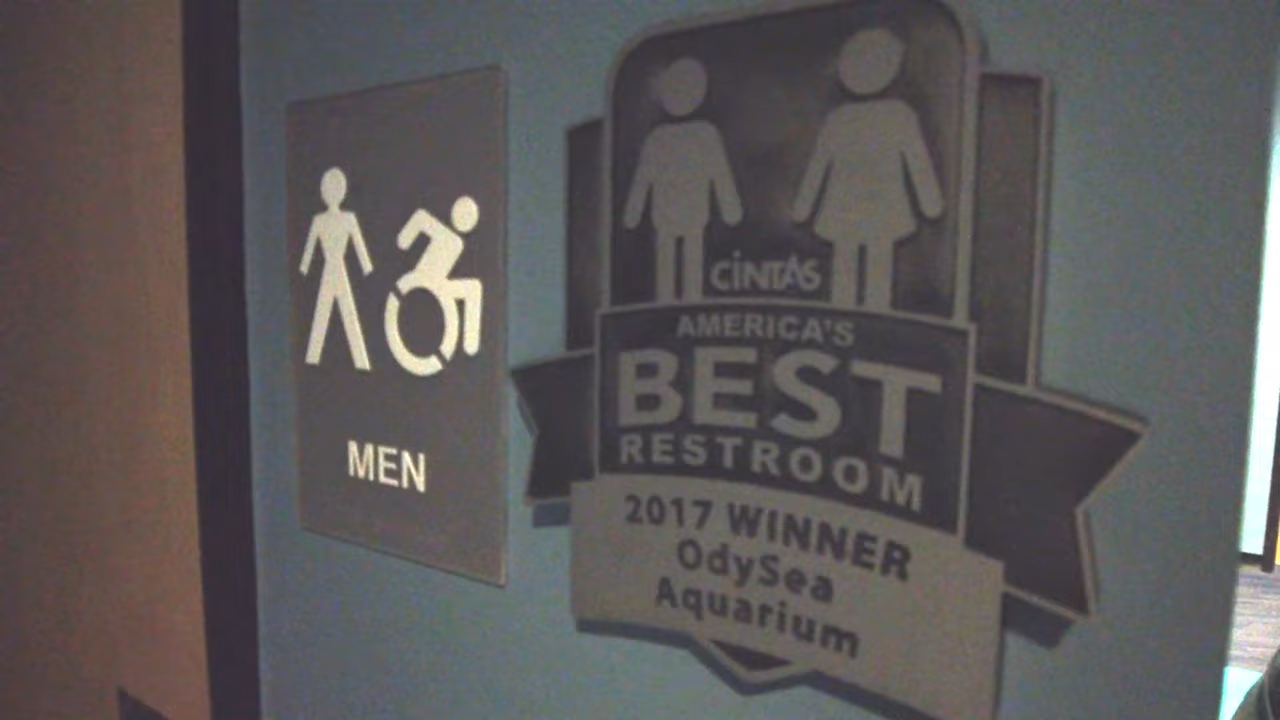 MEN
CiNTAS
AMERICA'S
BEST
RESTROOM
2017 WINNER
OdySea
Aquarium